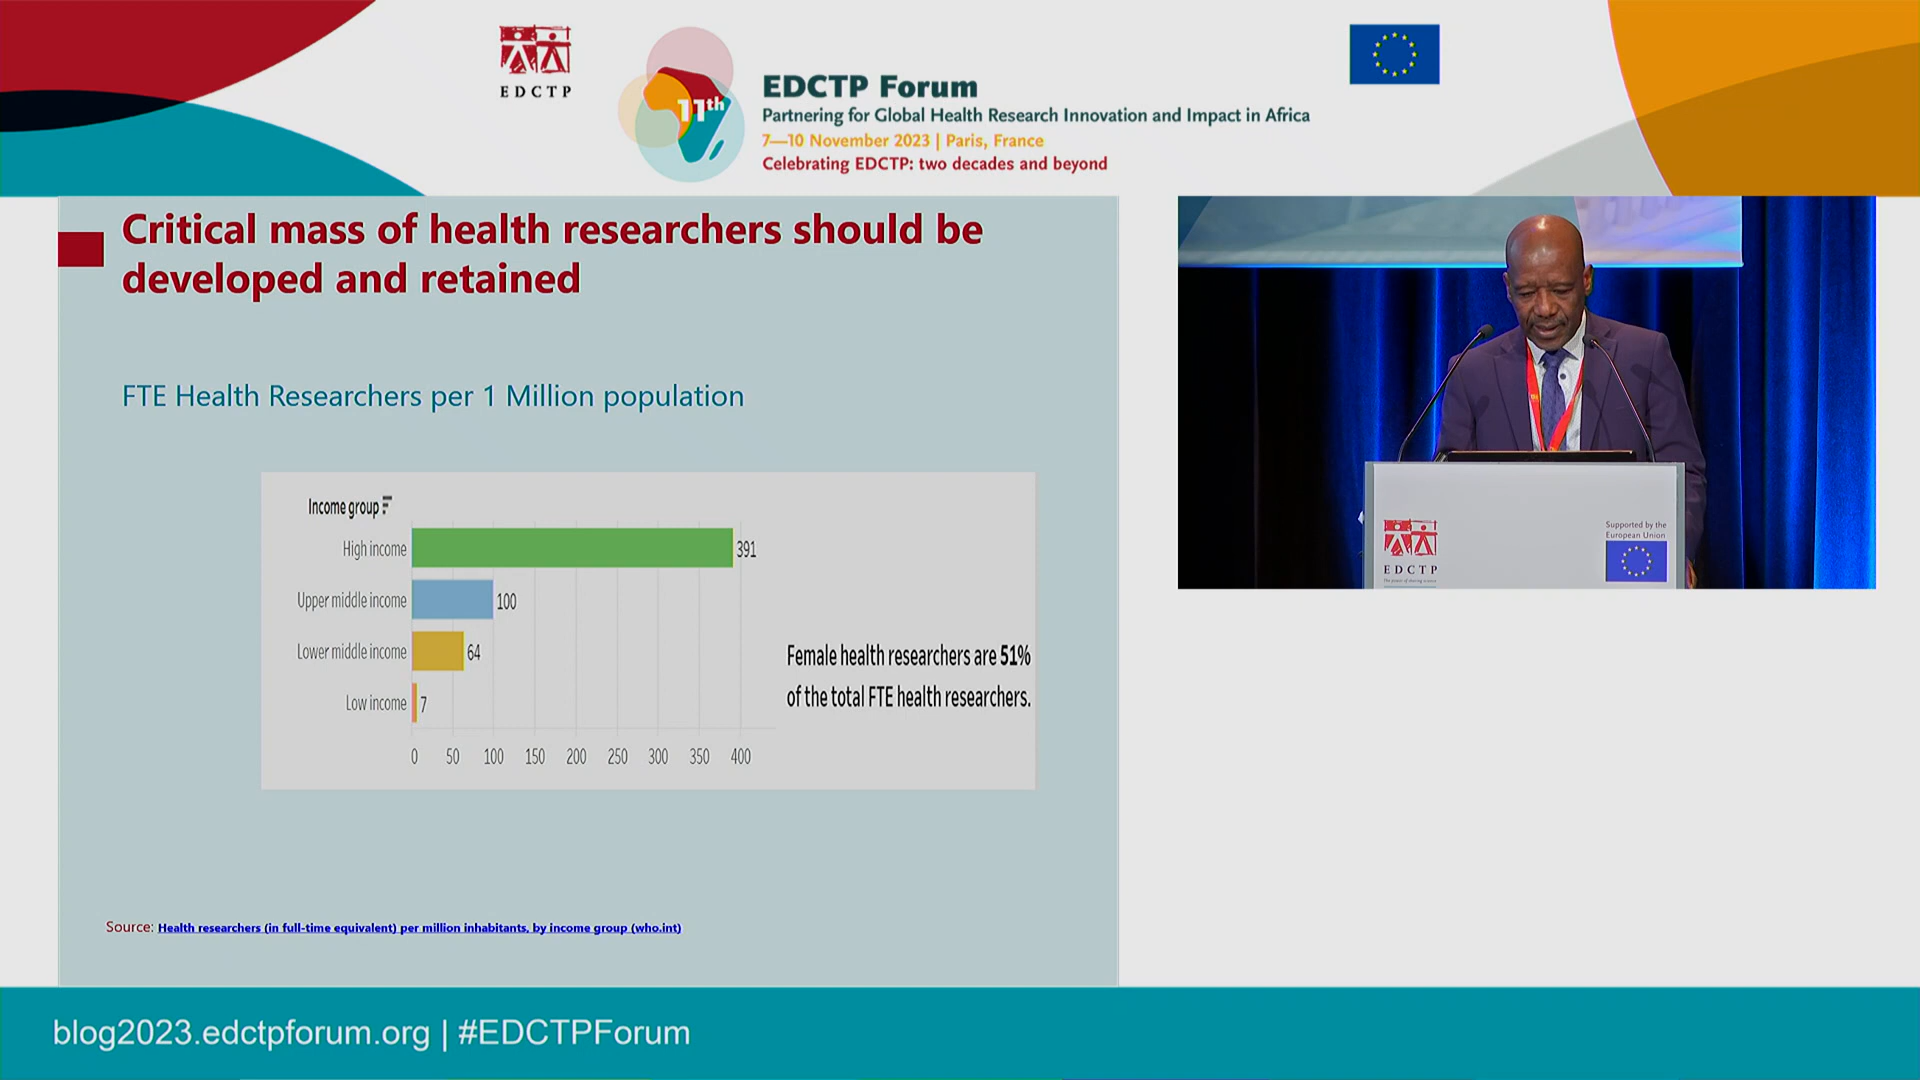 EDCTP
11th
EDCTP Forum
Partnering for Global Health Research Innovation and Impact in Africa
7—10 November 2023 | Paris, France
Celebrating EDCTP: two decades and beyond
Critical mass of health researchers should be
developed and retained
FTE Health Researchers per 1 Million population
Income group
High income 391
Upper middle income 100
Lower middle income 64
Low income 7
0 50 100 150 200 250 300 350 400
Female health researchers are 51%
of the total FTE health researchers.
Source: Health researchers (in full-time equivalent) per million inhabitants, by income group (who.int)
Supported by the
European Union
EDCTP
The power of sharing science
blog2023.edctpforum.org | #EDCTPForum